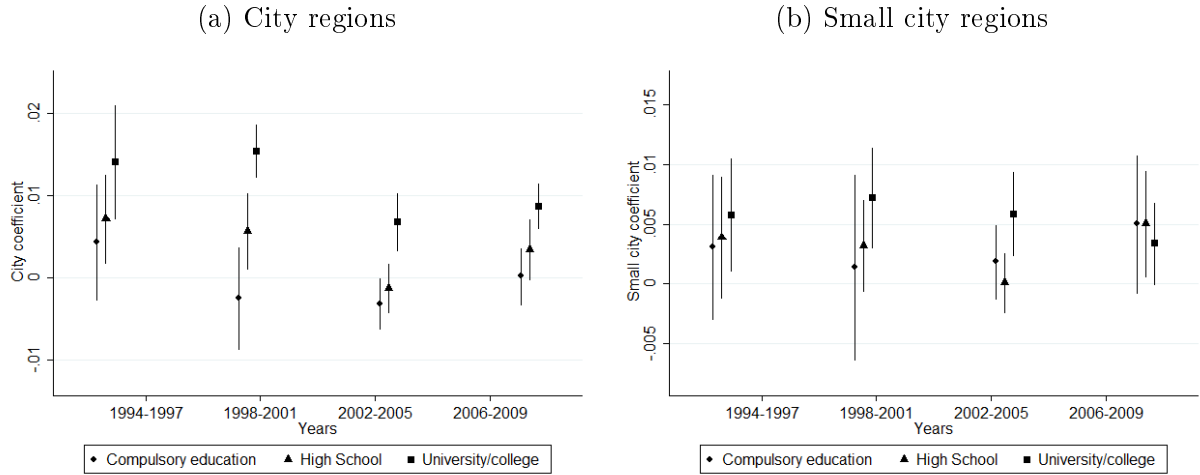 (a) City regions
City coefficient
.02
.01
0
-.01
1994-1997 1998-2001 2002-2005 2006-2009
Years
Compulsory education High School University/college
(b) Small city regions
Small city coefficient
.015
.01
.005
0
-.005
1994-1997 1998-2001 2002-2005 2006-2009
Years
Compulsory education High School University/college